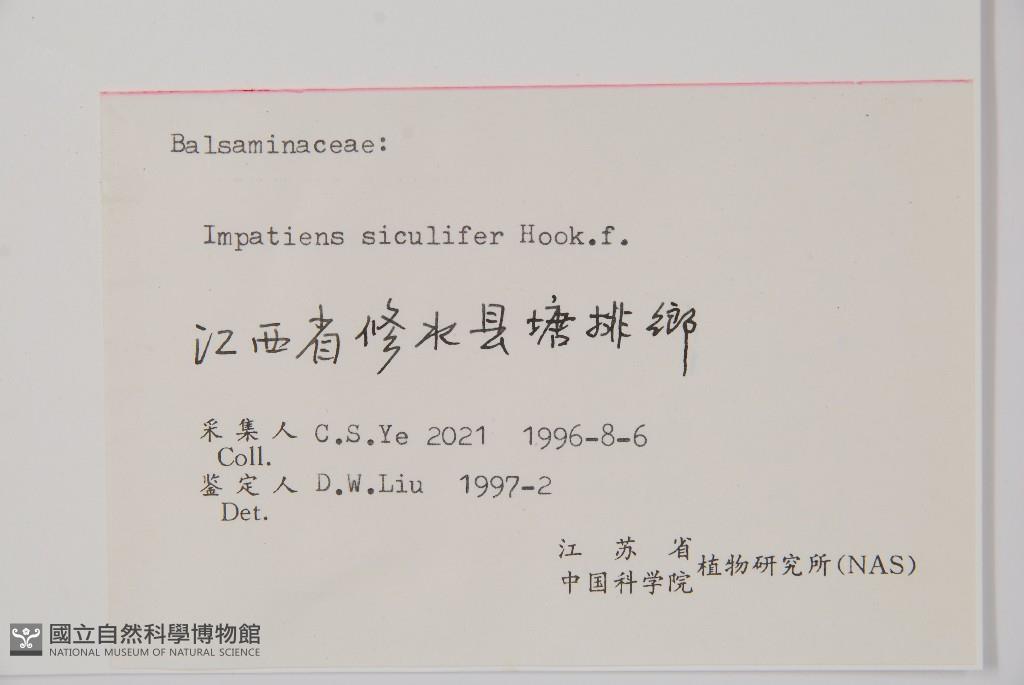 Balsaminaceae:
Impatiens siculifer Hook.f.
江西省修水县塘排鄉
采集人 C.S.Ye 2021 1996-8-6
Coll.
鉴定人 D.W.Liu 1997-2
Det.
江苏省
中国科学院植物研究所(NAS)
國立自然科學博物館
NATIONAL MUSEUM OF NATURAL SCIENCE